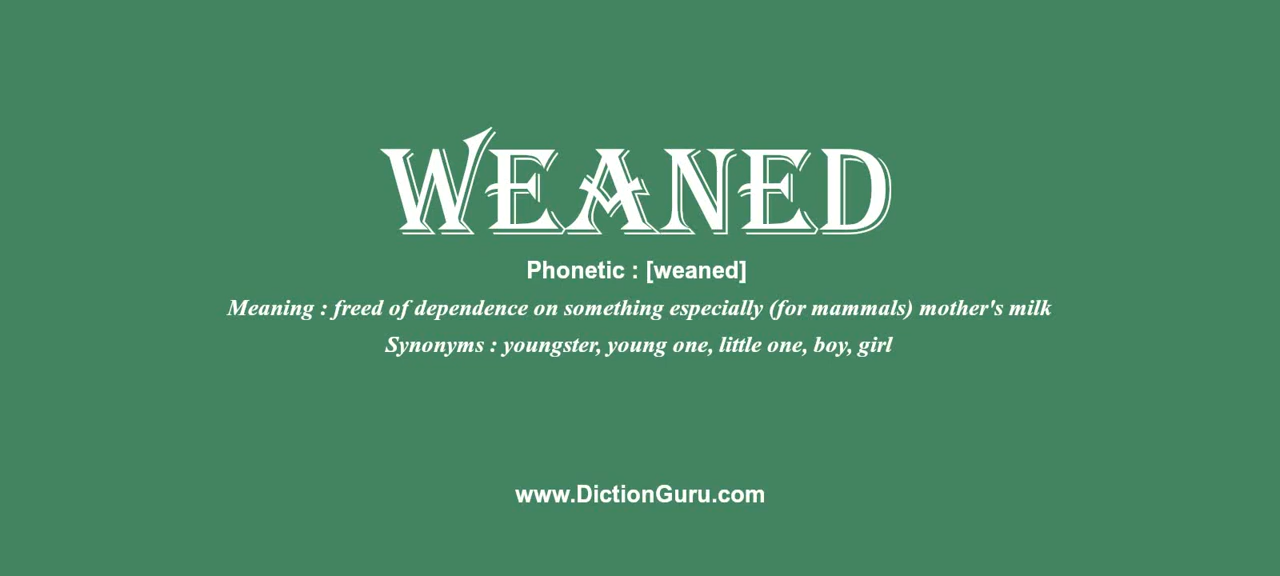 WEANED
Phonetic : [weaned]
Meaning : freed of dependence on something especially (for mammals) mother's milk
Synonyms : youngster, young one, little one, boy, girl
www.DictionGuru.com